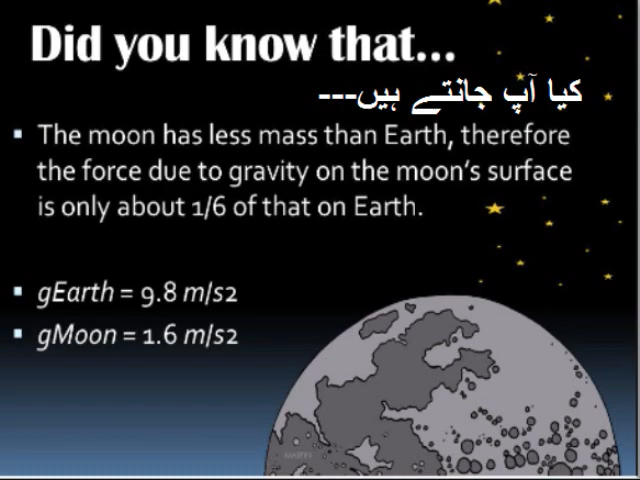 Did you know that...
کیا آپ جانتے ہیں---
▪ The moon has less mass than Earth, therefore
the force due to gravity on the moon's surface
is only about 1/6 of that on Earth.
▪ gEarth = 9.8 m/s2
▪ gMoon = 1.6 m/s2